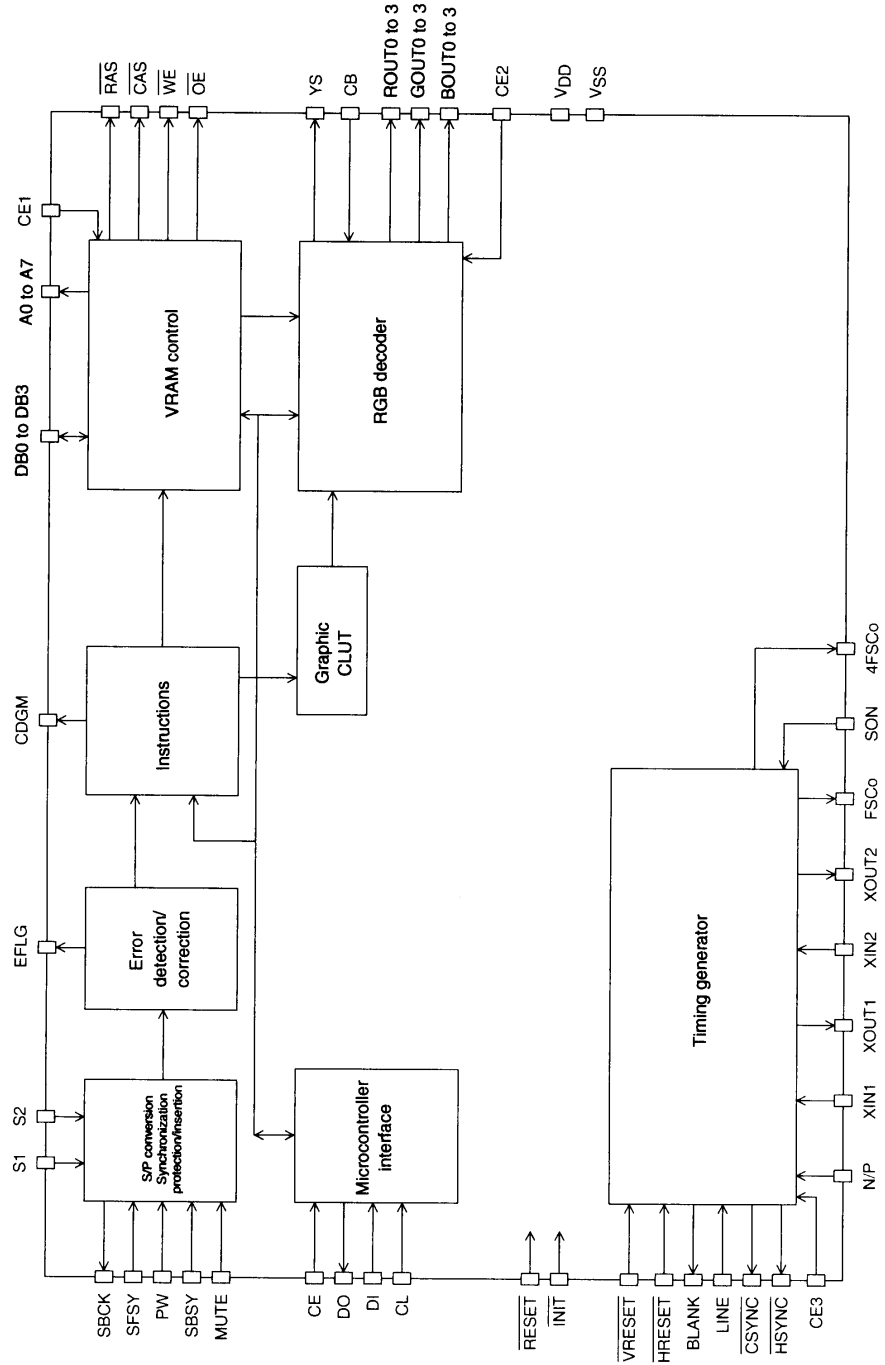 S1
S2
EFLG
CDGM
DB0 to DB3
A0 to A7
CE1
SBCK
SFSY
PW
SBSY
MUTE
S/P conversion
Synchronization
protection/insertion
Error
detection/
correction
Instructions
VRAM control
RAS
CAS
WE
OE
CE
DO
DI
CL
Microcontroller
interface
Graphic
CLUT
RGB decoder
YS
CB
ROUT0 to 3
GOUT0 to 3
BOUT0 to 3
CE2
VDD
VSS
RESET
INIT
VRESET
HRESET
BLANK
LINE
CSYNC
HSYNC
CE3
Timing generator
N/P
XIN1
XOUT1
XIN2
XOUT2
FSCo
SON
4FSCo